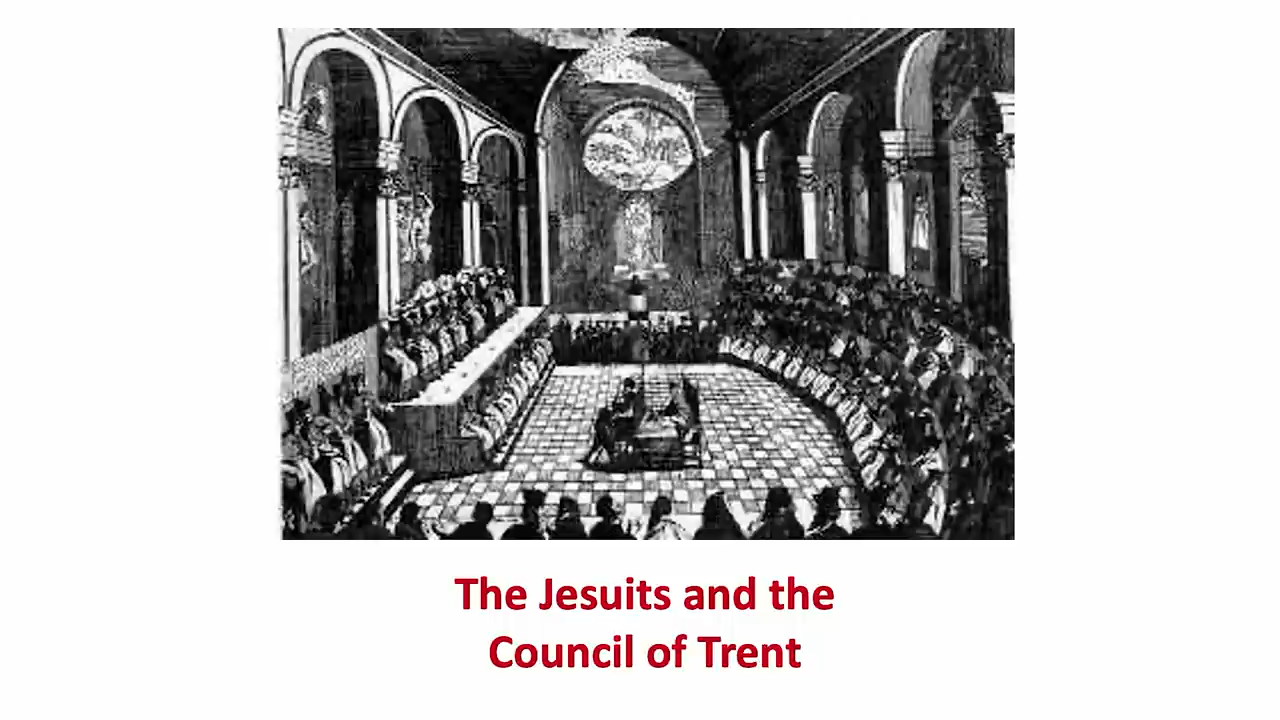 The Jesuits and the
Council of Trent